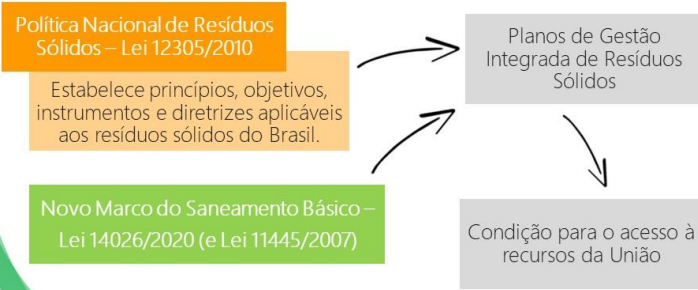 Política Nacional de Resíduos
Sólidos – Lei 12305/2010
Estabelece princípios, objetivos,
instrumentos e diretrizes aplicáveis
aos resíduos sólidos do Brasil.
Novo Marco do Saneamento Básico –
Lei 14026/2020 (e Lei 11445/2007)
Planos de Gestão
Integrada de Resíduos
Sólidos
Condição para o acesso à
recursos da União